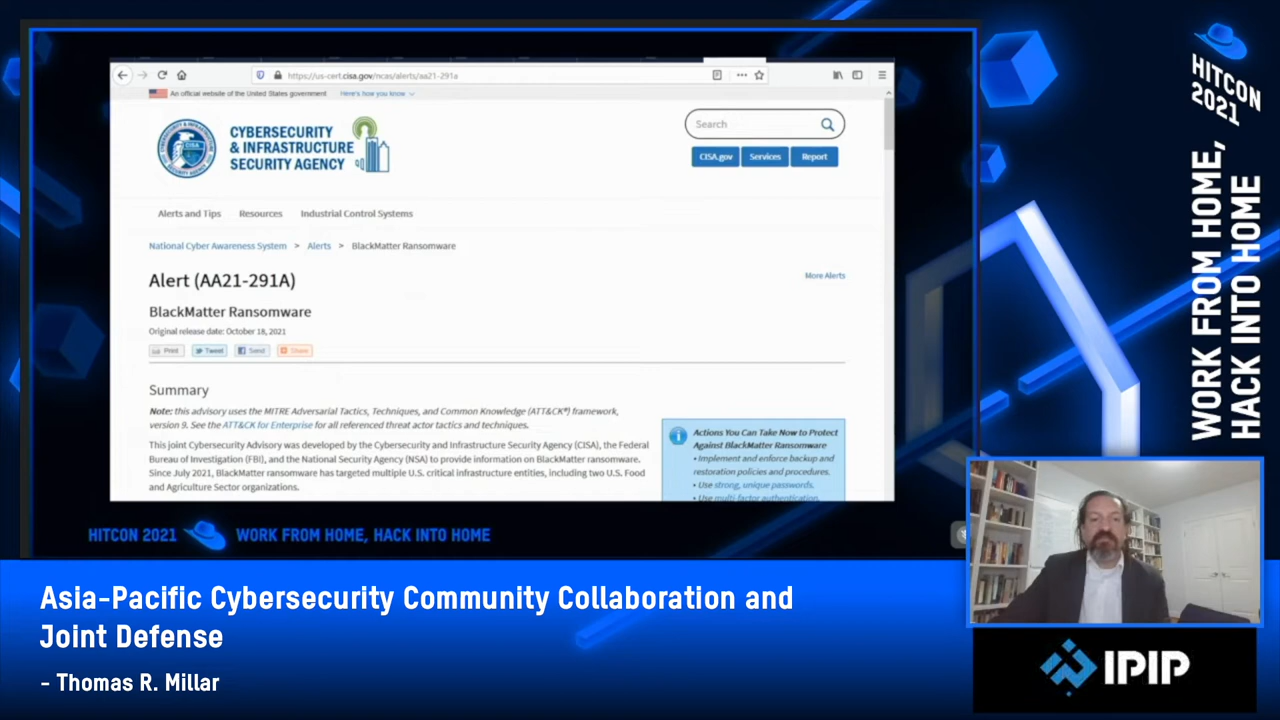 https://us-cert.cisa.gov/ncas/alerts/aa21-291a
An official website of the United States government Here's how you know
CYBERSECURITY
& INFRASTRUCTURE
SECURITY AGENCY
CISA
Search
CISA.gov Services Report
Alerts and Tips Resources Industrial Control Systems
National Cyber Awareness System > Alerts > BlackMatter Ransomware
Alert (AA21-291A)
More Alerts
BlackMatter Ransomware
Original release date: October 18, 2021
Print Tweet Send Share
Summary
Note: this advisory uses the MITRE Adversarial Tactics, Techniques, and Common Knowledge (ATT&CK®) framework,
version 9. See the ATT&CK for Enterprise for all referenced threat actor tactics and techniques.
This joint Cybersecurity Advisory was developed by the Cybersecurity and Infrastructure Security Agency (CISA), the Federal
Bureau of Investigation (FBI), and the National Security Agency (NSA) to provide information on BlackMatter ransomware.
Since July 2021, BlackMatter ransomware has targeted multiple U.S. critical infrastructure entities, including two U.S. Food
and Agriculture Sector organizations.
Actions You Can Take Now to Protect
Against BlackMatter Ransomware
• Implement and enforce backup and
restoration policies and procedures.
• Use strong, unique passwords.
• Use multi-factor authentication.
HITCON 2021 WORK FROM HOME, HACK INTO HOME
HITCON
2021
WORK FROM HOME,
HACK INTO HOME
Asia-Pacific Cybersecurity Community Collaboration and
Joint Defense
- Thomas R. Millar
IPIP